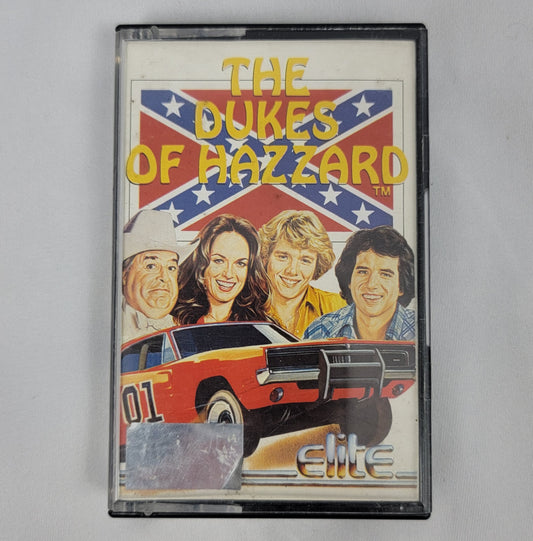 THE
DUKES
OF HAZZARD
TM
01
elite